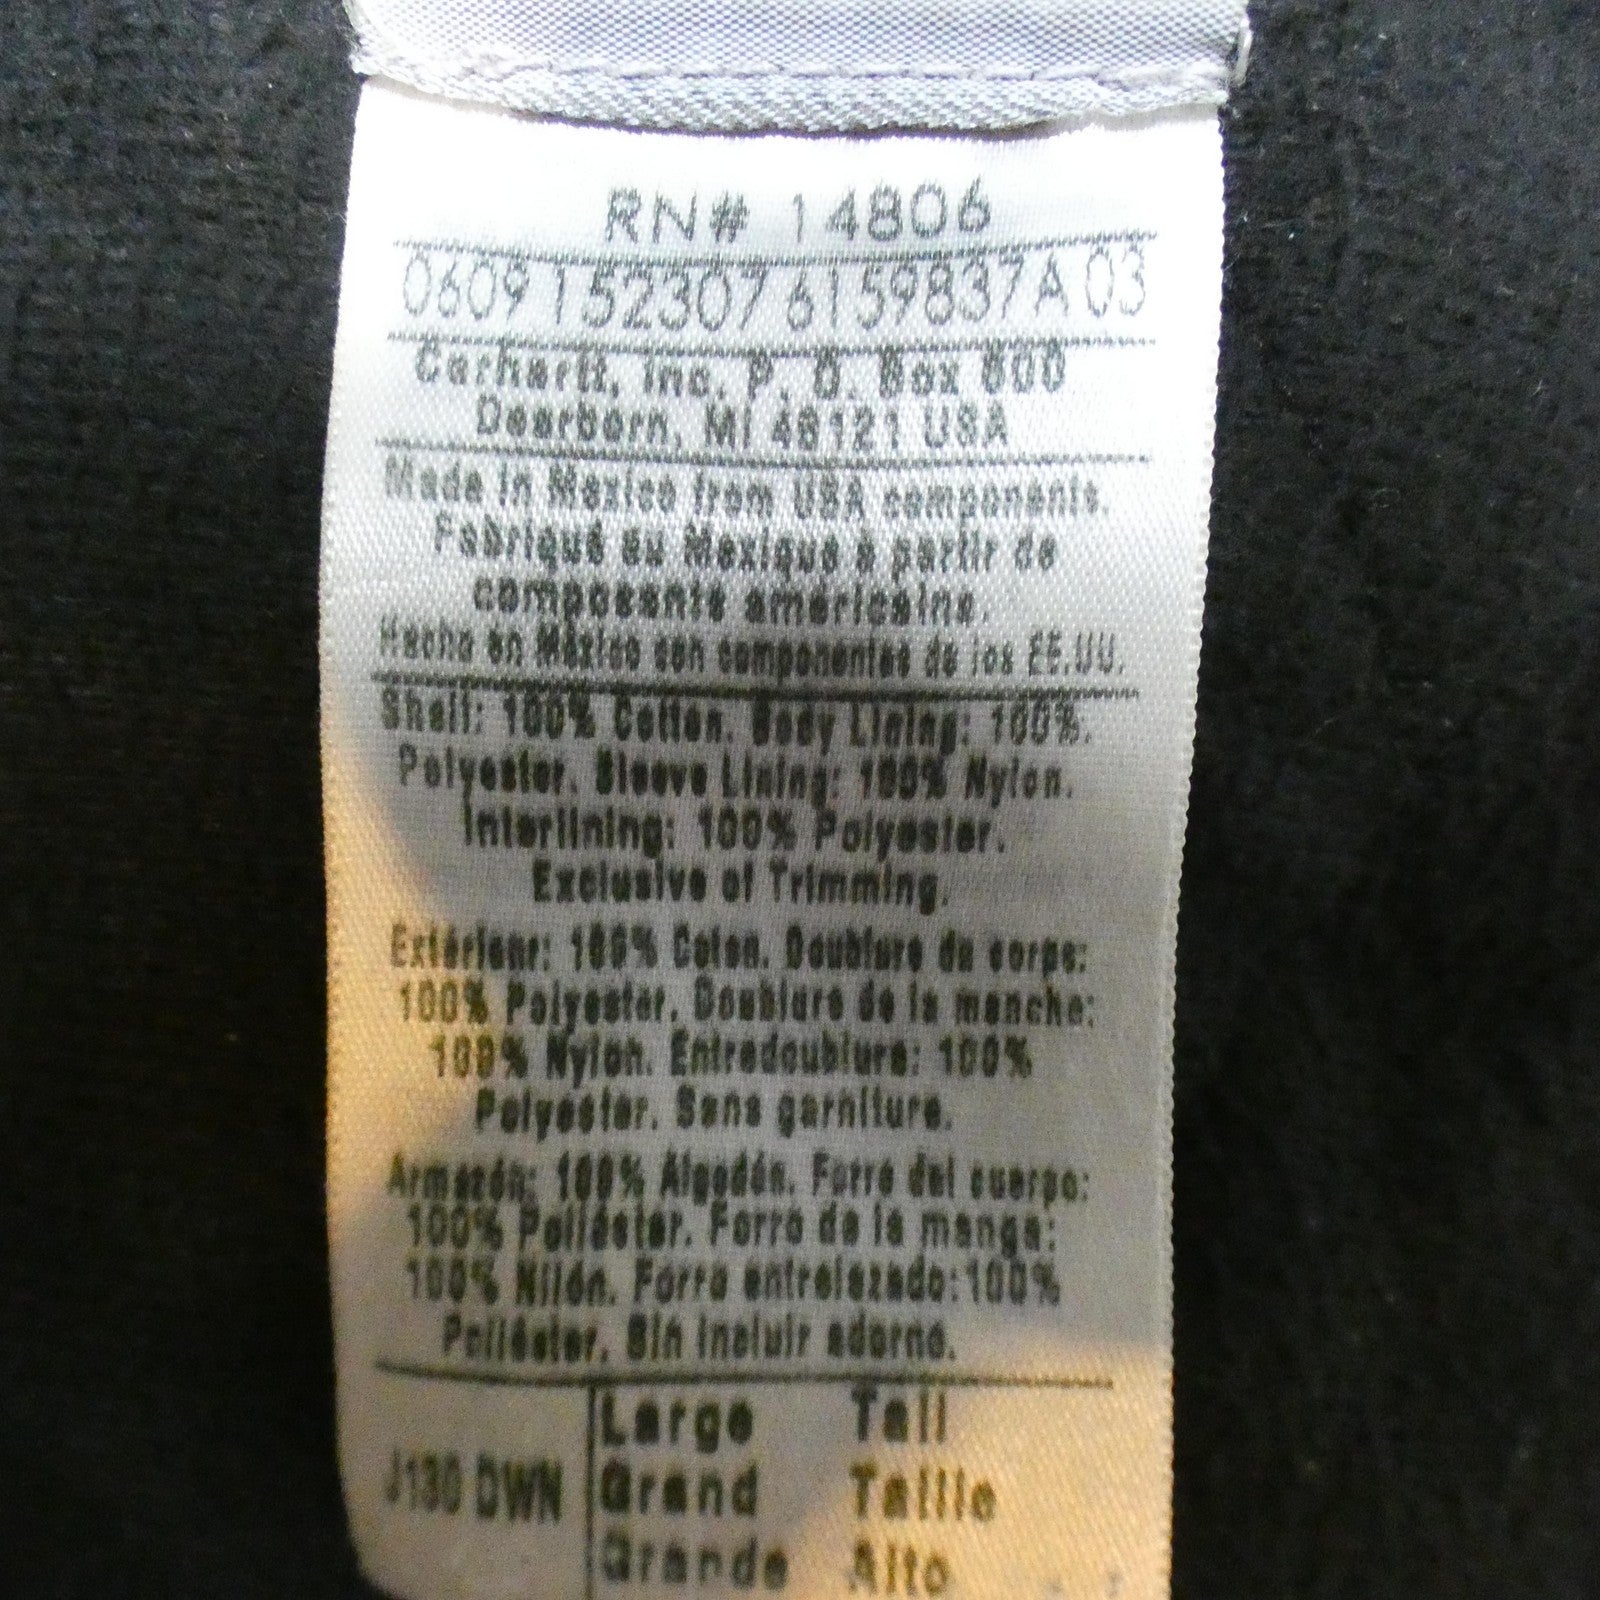 RN# 14806
0609 152307 6159837A 03
Carhartt, Inc. P. O. Box 600
Dearborn, MI 48121 USA
Made in Mexico from USA components.
Fabriqué au Mexique à partir de
composants americains.
Hecho en México con componentes de los EE.UU.
Shell: 100% Cotton. Body Lining: 100%.
Polyester. Sleeve Lining: 100% Nylon.
Interlining: 100% Polyester.
Exclusive of Trimming.
Extérieur: 100% Coton. Doublure du corps:
100% Polyester. Doublure de la manche:
100% Nylon. Entredoublure: 100%
Polyester. Sans garniture.
Armazón: 100% Algodón. Forro del cuerpo:
100% Poliéster. Forro de la manga:
100% Nilón. Forro entrelazado:100%
Poliéster. Sin incluir adorno.
J130 DWN
Large Tall
Grand Taille
Grande Alto